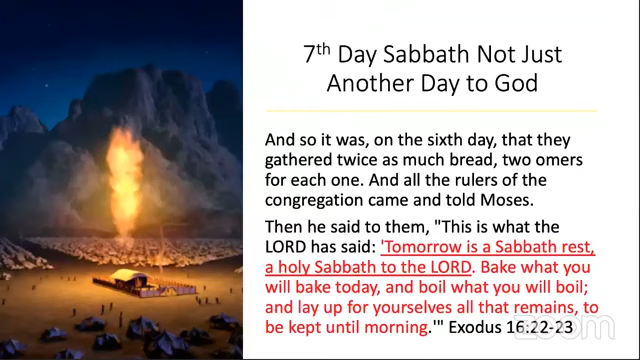 7th Day Sabbath Not Just
Another Day to God
And so it was, on the sixth day, that they
gathered twice as much bread, two omers
for each one. And all the rulers of the
congregation came and told Moses.
Then he said to them, "This is what the
LORD has said: 'Tomorrow is a Sabbath rest,
a holy Sabbath to the LORD. Bake what you
will bake today, and boil what you will boil;
and lay up for yourselves all that remains, to
be kept until morning.'" Exodus 16:22-23
zoom